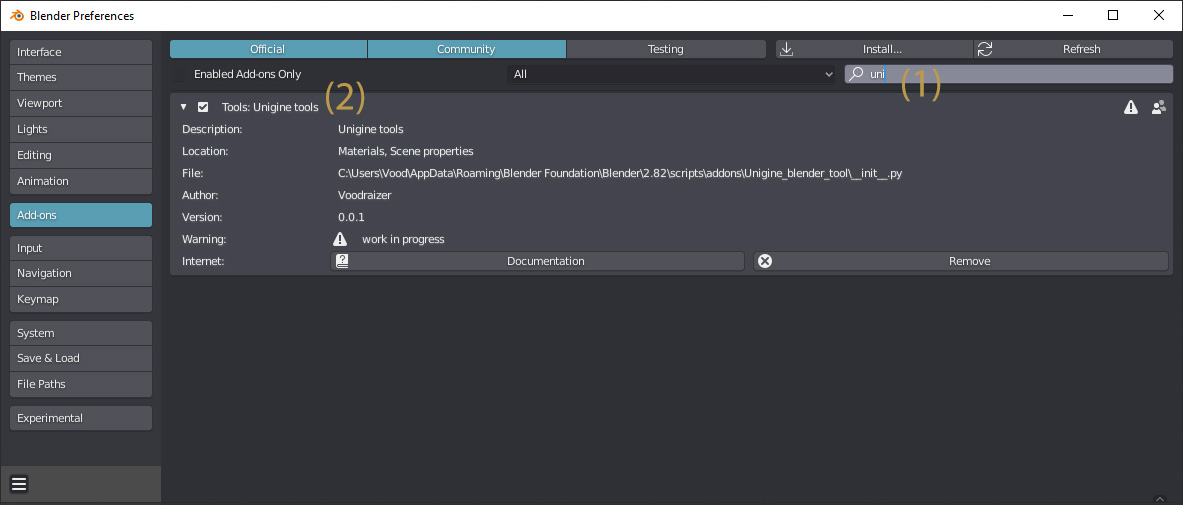 Blender Preferences
Interface
Themes
Viewport
Lights
Editing
Animation
Add-ons
Input
Navigation
Keymap
System
Save & Load
File Paths
Experimental
Official Community Testing Install... Refresh
Enabled Add-ons Only All uni (1)
Tools: Unigine tools (2)
Description: Unigine tools
Location: Materials, Scene properties
File: C:\Users\Vood\AppData\Roaming\Blender Foundation\Blender\2.82\scripts\addons\Unigine_blender_tool\__init__.py
Author: Voodraizer
Version: 0.0.1
Warning: work in progress
Internet: Documentation Remove